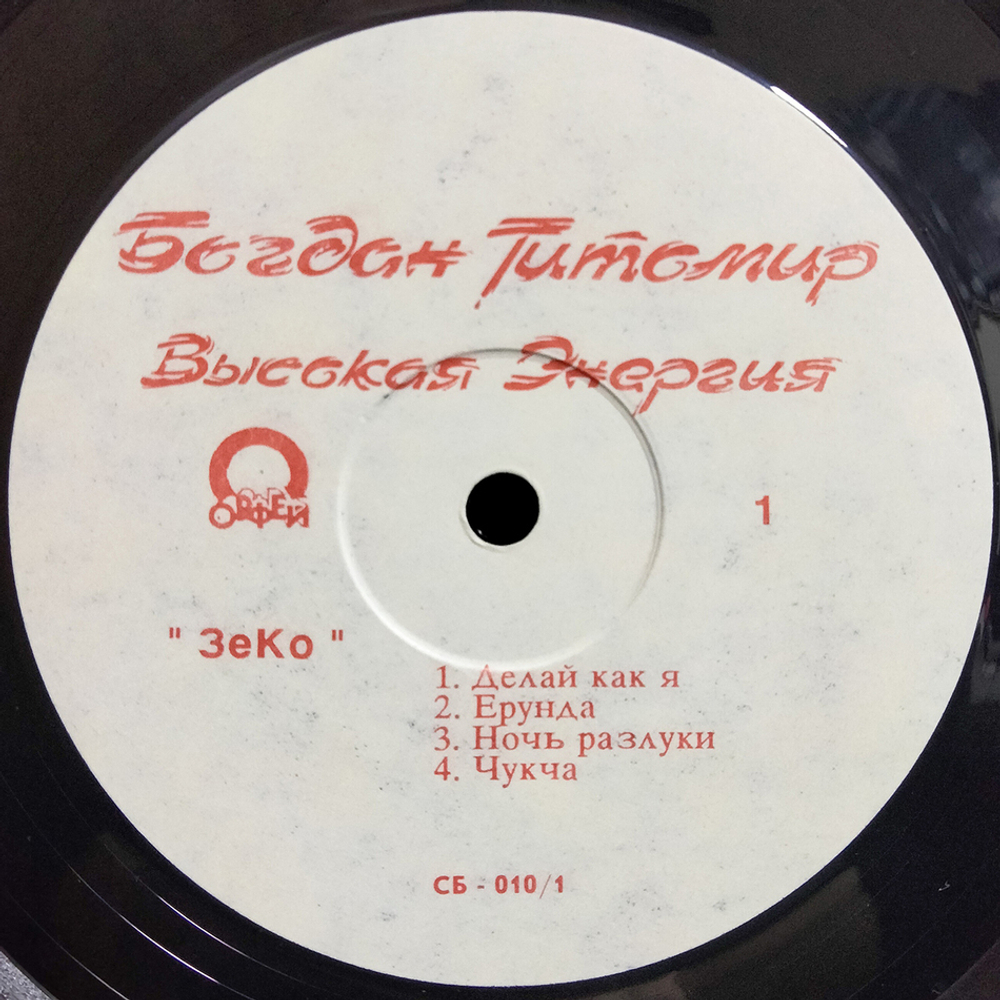 Богдан Титомир
Высокая Энергия
ОРФЕЙ
1
" ЗеКо "
1. Делай как я
2. Ерунда
3. Ночь разлуки
4. Чукча
СБ - 010/1